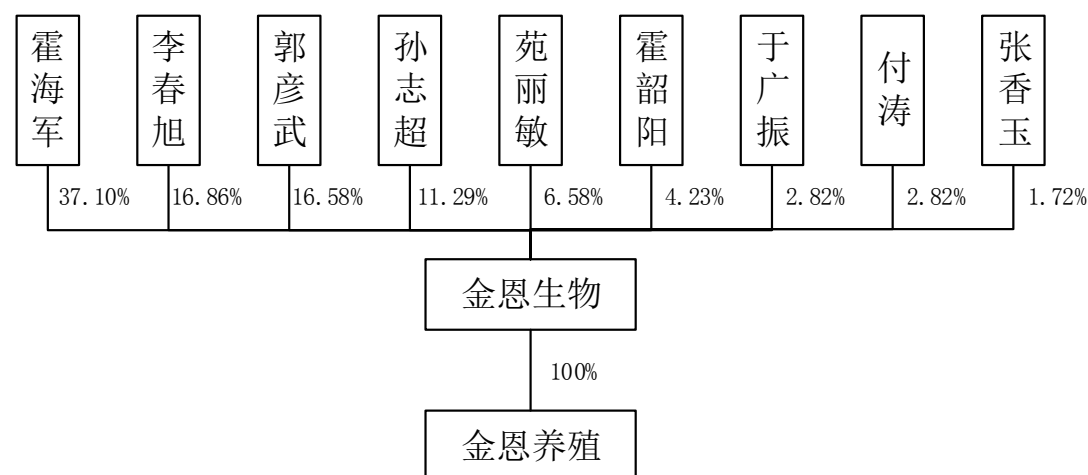 霍海军
李春旭
郭彦武
孙志超
苑丽敏
霍韶阳
于广振
付涛
张香玉
37.10%
16.86%
16.58%
11.29%
6.58%
4.23%
2.82%
2.82%
1.72%
金恩生物
100%
金恩养殖